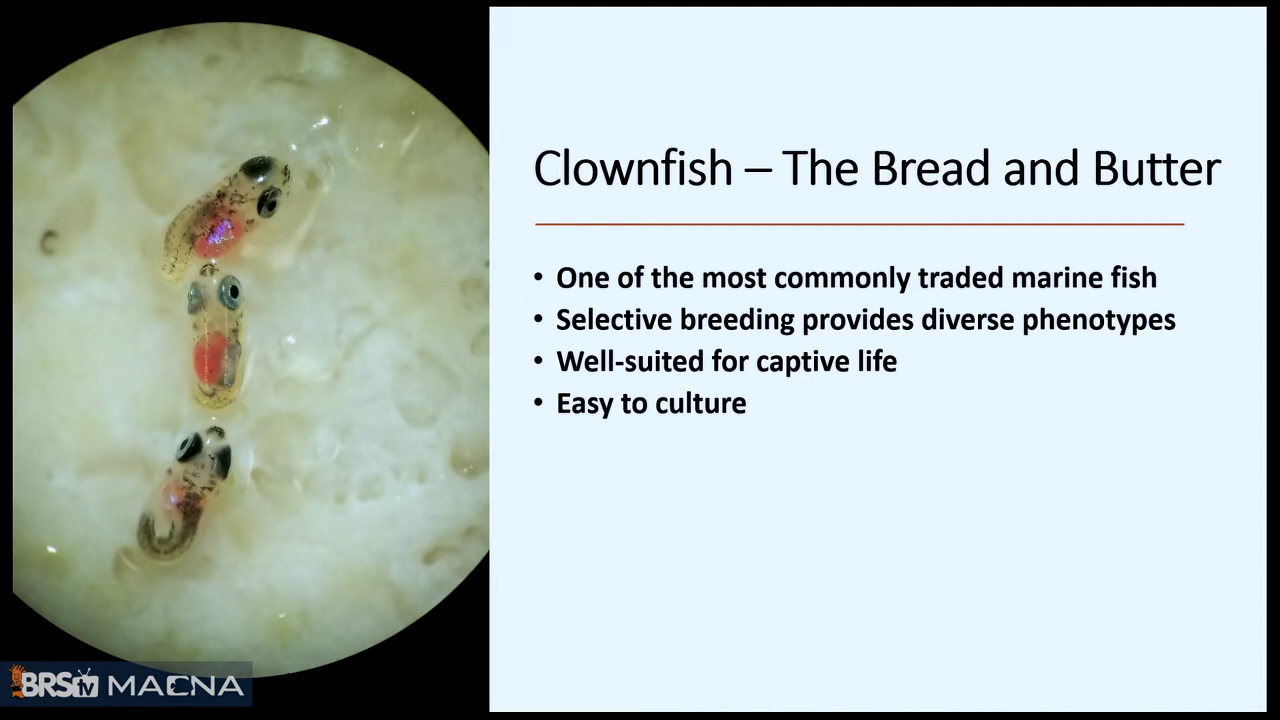 Clownfish – The Bread and Butter
• One of the most commonly traded marine fish
• Selective breeding provides diverse phenotypes
• Well-suited for captive life
• Easy to culture
BRStv MACNA